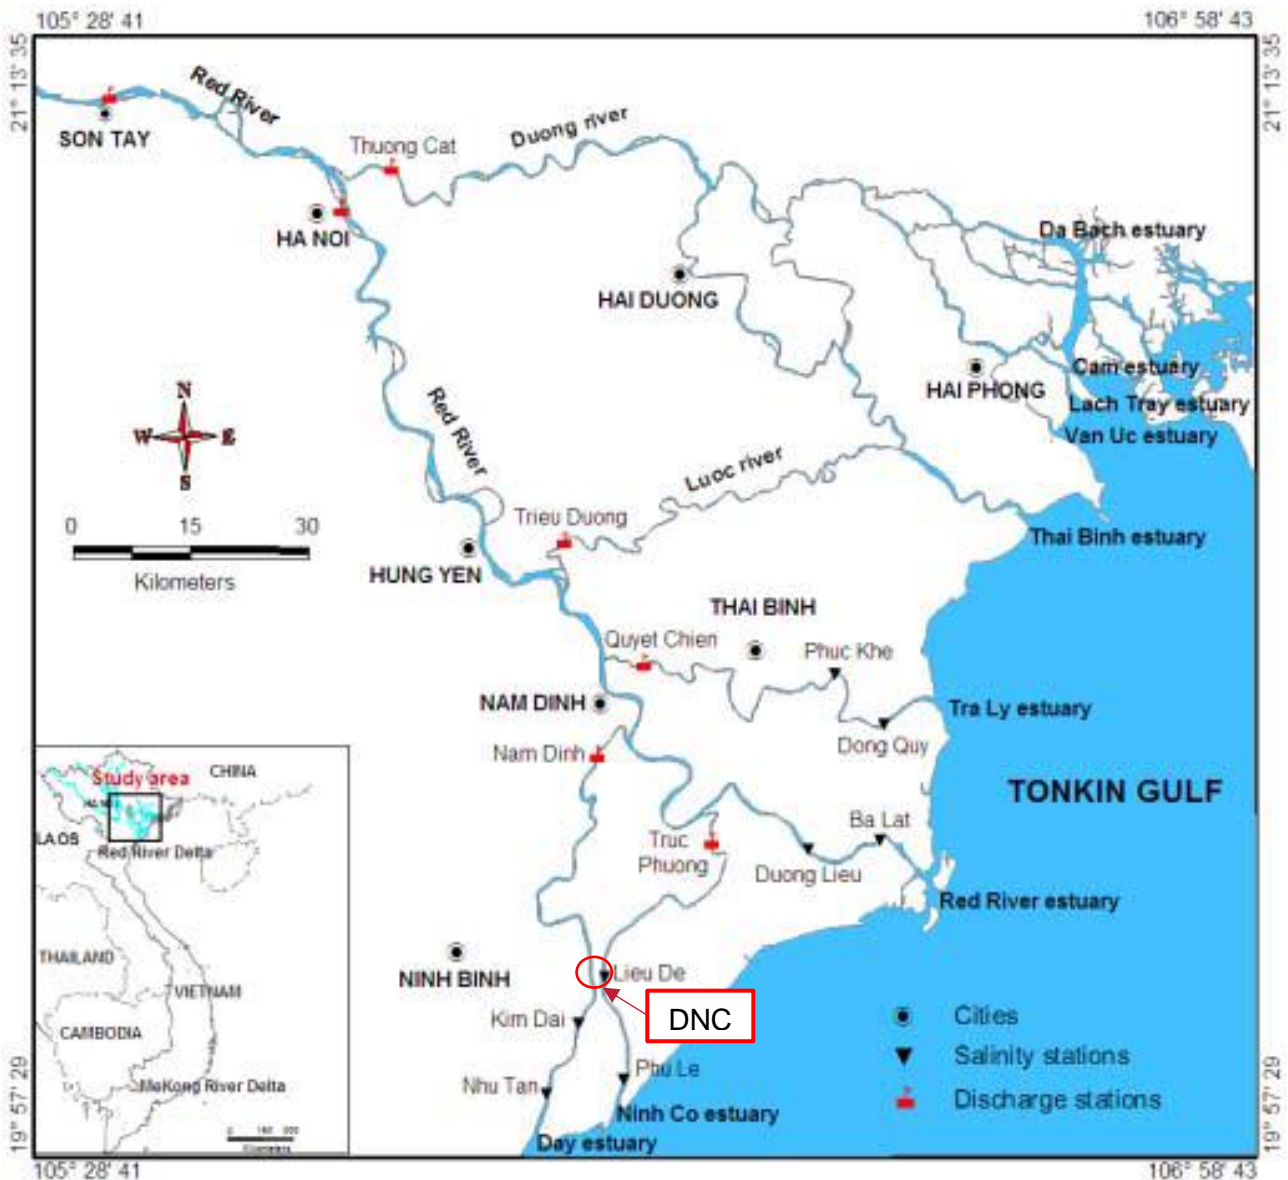 105° 28' 41
106° 58' 43
21° 13' 35
21° 13' 35
Red River
SON TAY
Thuong Cat
Duong river
HA NOI
Da Bach estuary
HAI DUONG
HAI PHONG
Cam estuary
Lach Tray estuary
Van Uc estuary
N
W
E
S
Red River
Luoc river
0 15 30
Kilometers
Trieu Duong
Thai Binh estuary
HUNG YEN
THAI BINH
Quyet Chien
Phuc Khe
NAM DINH
Tra Ly estuary
Nam Dinh
Dong Quy
TONKIN GULF
Study area
CHINA
HA NOI
LAOS
Red River Delta
Ba Lat
Truc
Phuong
Duong Lieu
Red River estuary
THAILAND
VIETNAM
CAMBODIA
MeKong River Delta
Kilometers
NINH BINH
Lieu De
DNC
Kim Dai
Cities
Salinity stations
Discharge stations
Nhu Tan
Phu Le
Ninh Co estuary
Day estuary
19° 57' 29
19° 57' 29
105° 28' 41
106° 58' 43